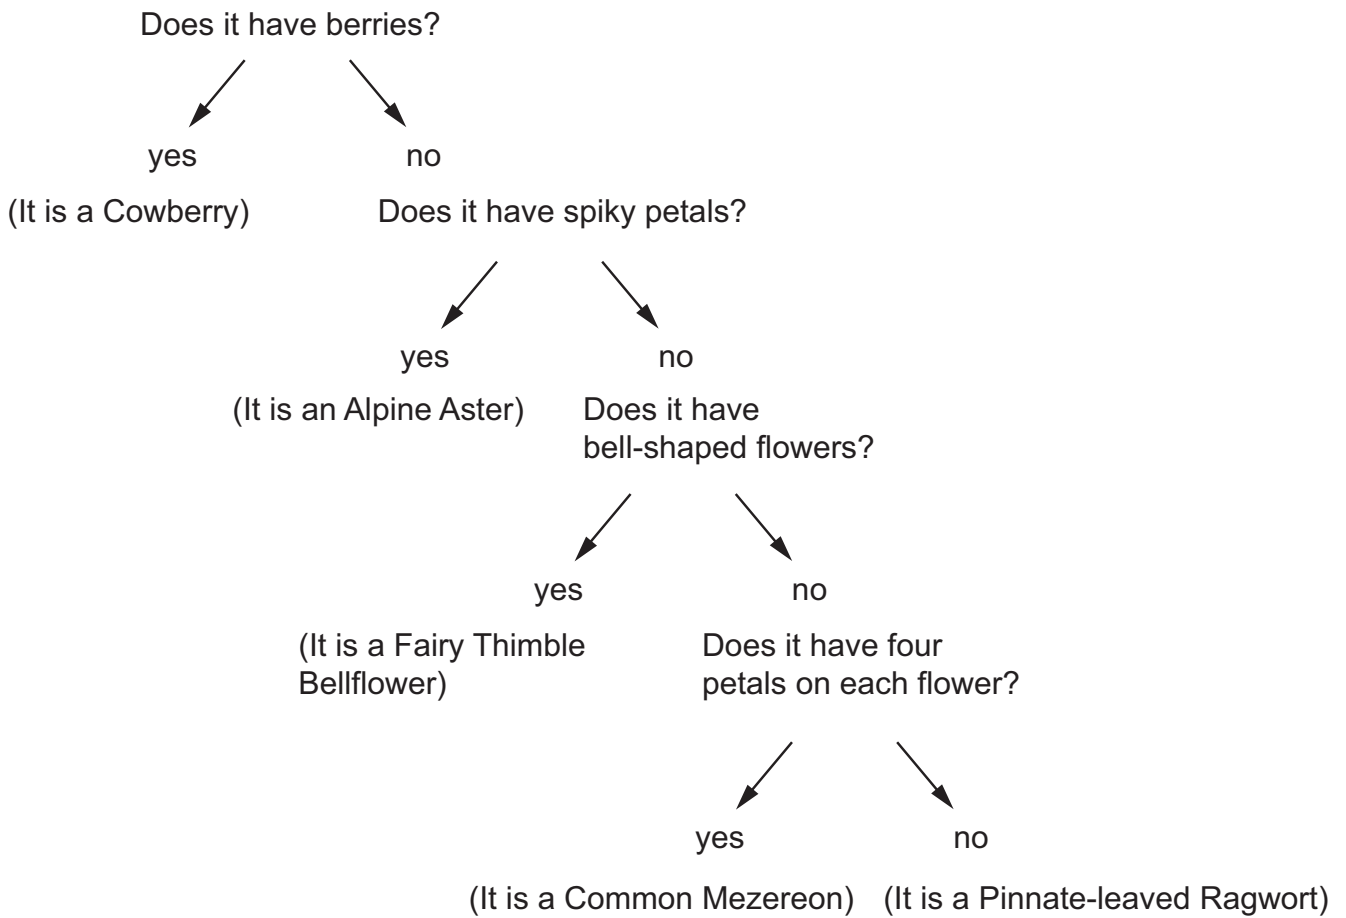 Does it have berries?
yes
no
(It is a Cowberry)
Does it have spiky petals?
yes
no
(It is an Alpine Aster)
Does it have
bell-shaped flowers?
yes
no
(It is a Fairy Thimble
Bellflower)
Does it have four
petals on each flower?
yes
no
(It is a Common Mezereon)
(It is a Pinnate-leaved Ragwort)